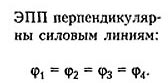 ЭПП перпендикуляр-
ны силовым линиям:
φ₁ = φ₂ = φ₃ = φ₄.